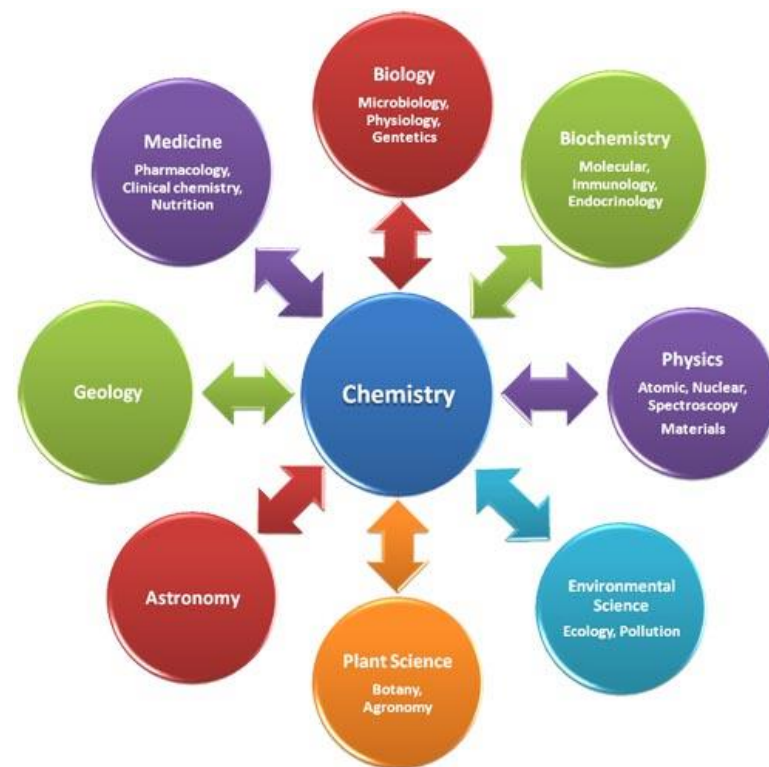 Biology
Microbiology,
Physiology,
Gentetics
Medicine
Pharmacology,
Clinical chemistry,
Nutrition
Biochemistry
Molecular,
Immunology,
Endocrinology
Geology
Chemistry
Physics
Atomic, Nuclear,
Spectroscopy
Materials
Astronomy
Environmental
Science
Ecology, Pollution
Plant Science
Botany,
Agronomy